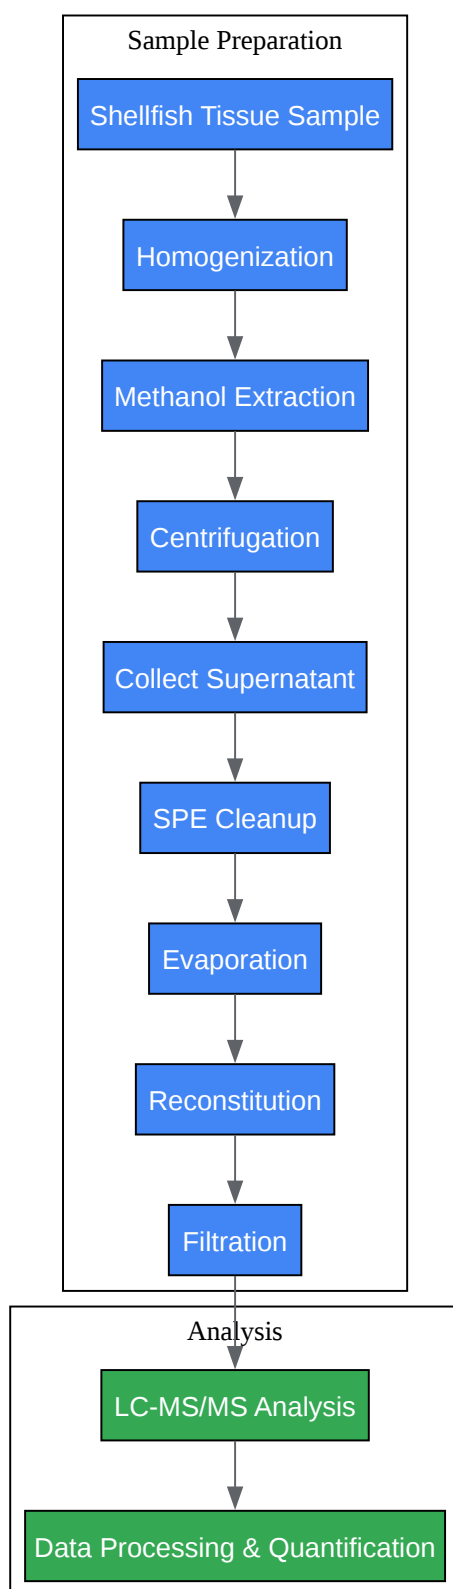 Sample Preparation
Shellfish Tissue Sample
Homogenization
Methanol Extraction
Centrifugation
Collect Supernatant
SPE Cleanup
Evaporation
Reconstitution
Filtration
Analysis
LC-MS/MS Analysis
Data Processing & Quantification